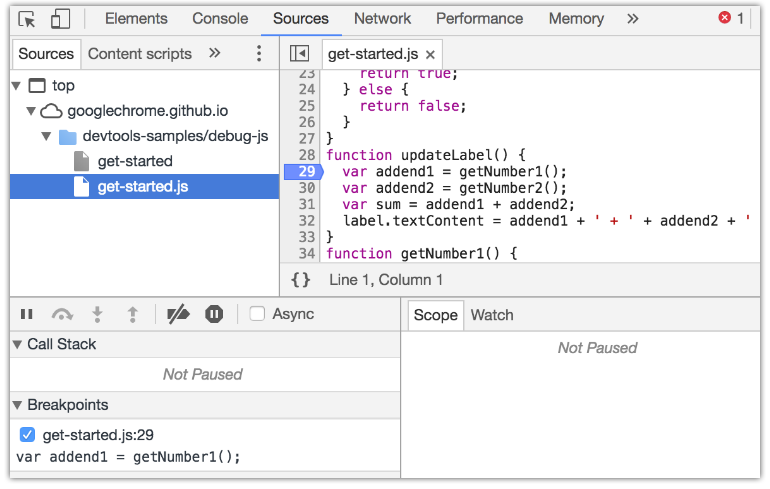 Elements Console Sources Network Performance Memory » 1
Sources Content scripts »
get-started.js ×
top
googlechrome.github.io
devtools-samples/debug-js
get-started
get-started.js
23 return true;
24 } else {
25 return false;
26 }
27 }
28 function updateLabel() {
29 var addend1 = getNumber1();
30 var addend2 = getNumber2();
31 var sum = addend1 + addend2;
32 label.textContent = addend1 + ' + ' + addend2 + '
33 }
34 function getNumber1() {
{} Line 1, Column 1
Async
Call Stack
Not Paused
Breakpoints
get-started.js:29
var addend1 = getNumber1();
Scope Watch
Not Paused